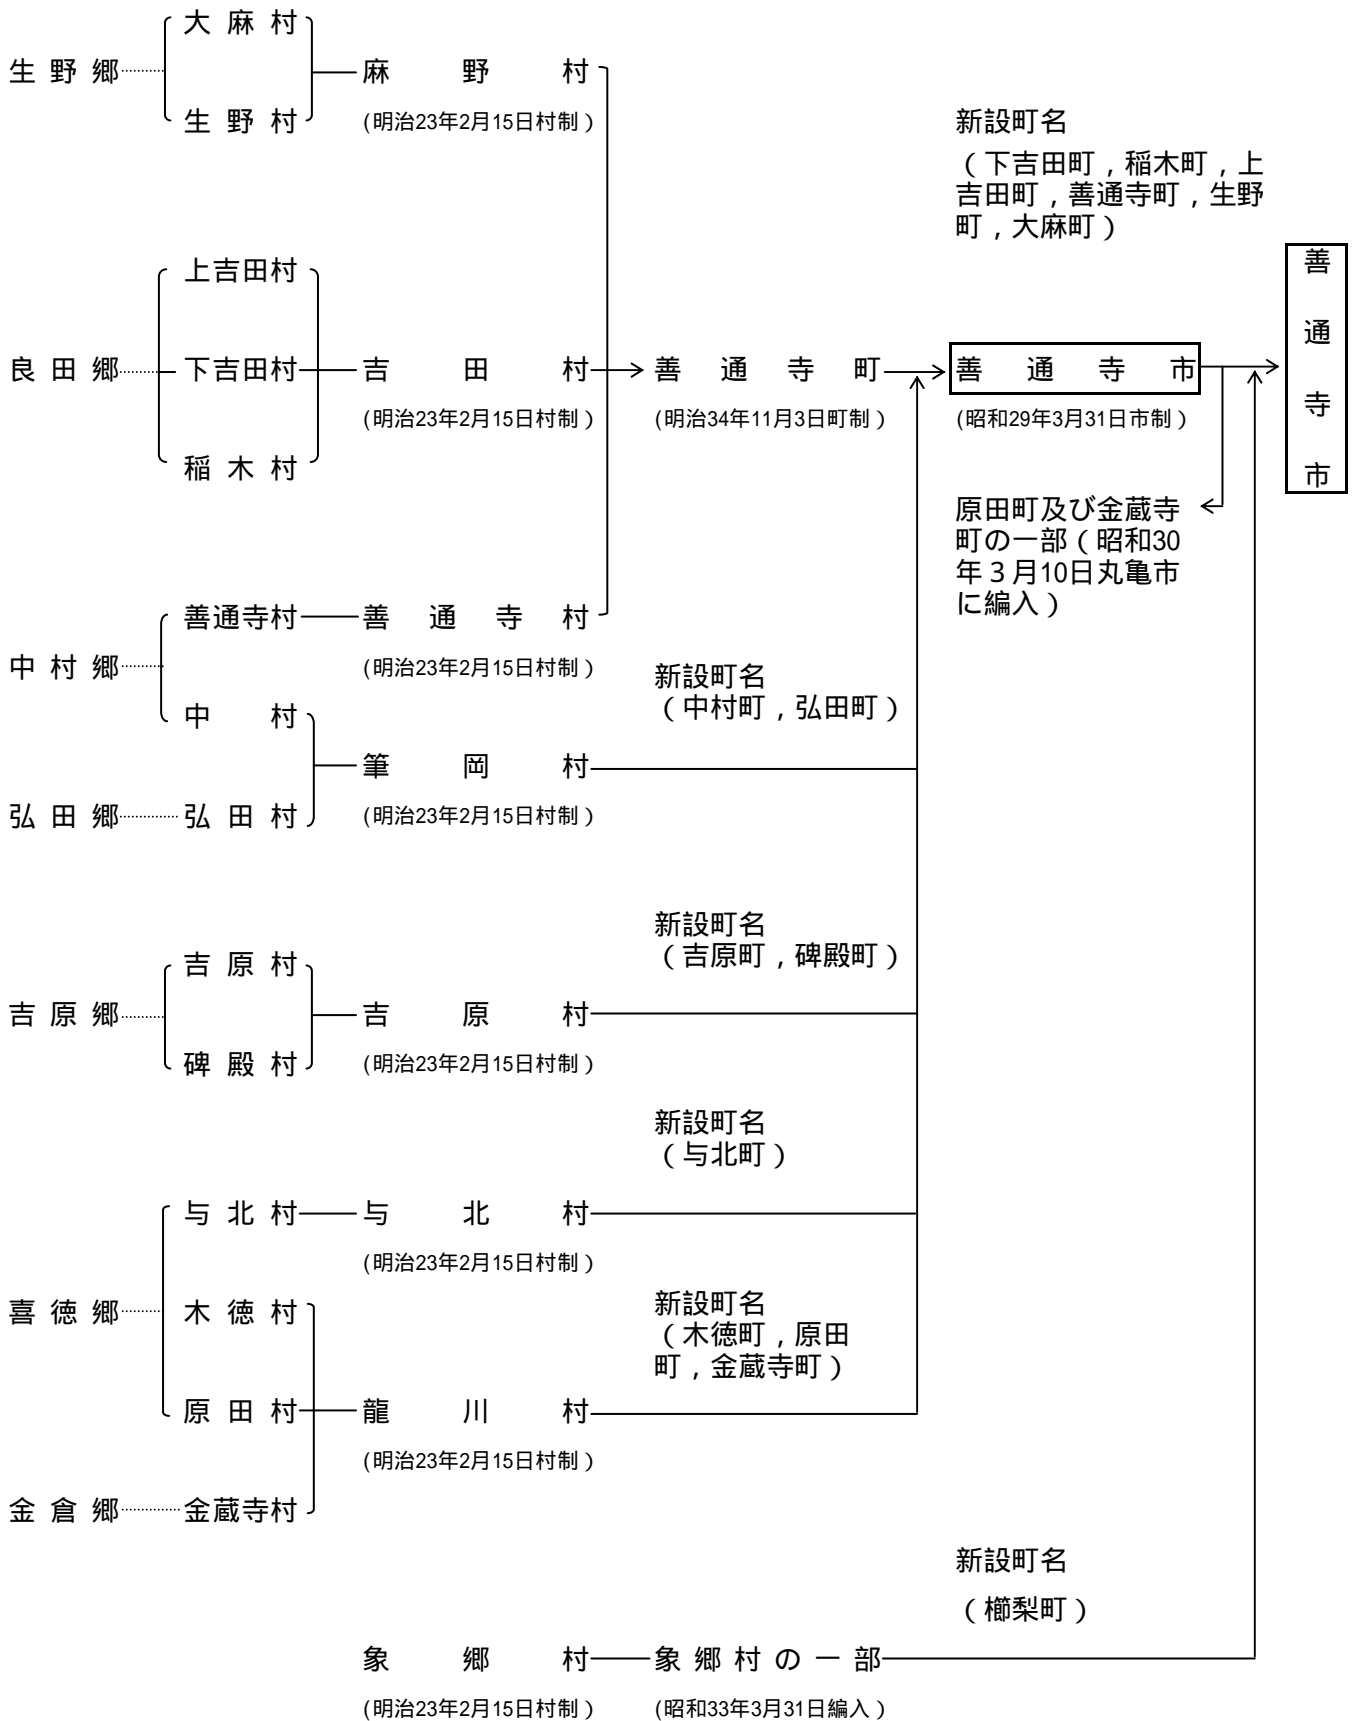 大麻村
生野郷
麻野村
生野村
(明治23年2月15日村制)
新設町名
(下吉田町,稲木町,上
吉田町,善通寺町,生野
町,大麻町)
上吉田村
良田郷
下吉田村
吉田村
善通寺町
善通寺市
善通寺市
(明治23年2月15日村制)
(明治34年11月3日町制)
(昭和29年3月31日市制)
稲木村
原田町及び金蔵寺
町の一部(昭和30
年3月10日丸亀市
に編入)
善通寺村
善通寺村
中村郷
(明治23年2月15日村制)
新設町名
(中村町,弘田町)
中村
筆岡村
弘田郷
弘田村
(明治23年2月15日村制)
新設町名
(吉原町,碑殿町)
吉原村
吉原郷
吉原村
碑殿村
(明治23年2月15日村制)
新設町名
(与北町)
与北村
与北村
(明治23年2月15日村制)
喜徳郷
木徳村
新設町名
(木徳町,原田
町,金蔵寺町)
原田村
龍川村
(明治23年2月15日村制)
金倉郷
金蔵寺村
新設町名
(櫛梨町)
象郷村
象郷村の一部
(明治23年2月15日村制)
(昭和33年3月31日編入)